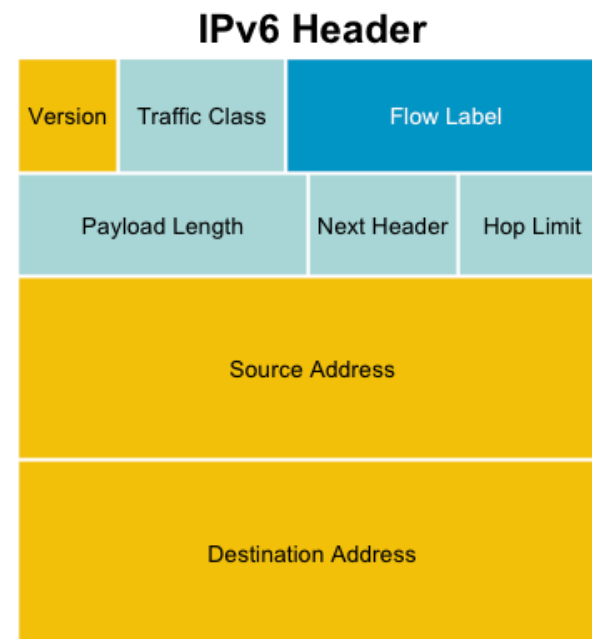 IPv6 Header
Version
Traffic Class
Flow Label
Payload Length
Next Header
Hop Limit
Source Address
Destination Address